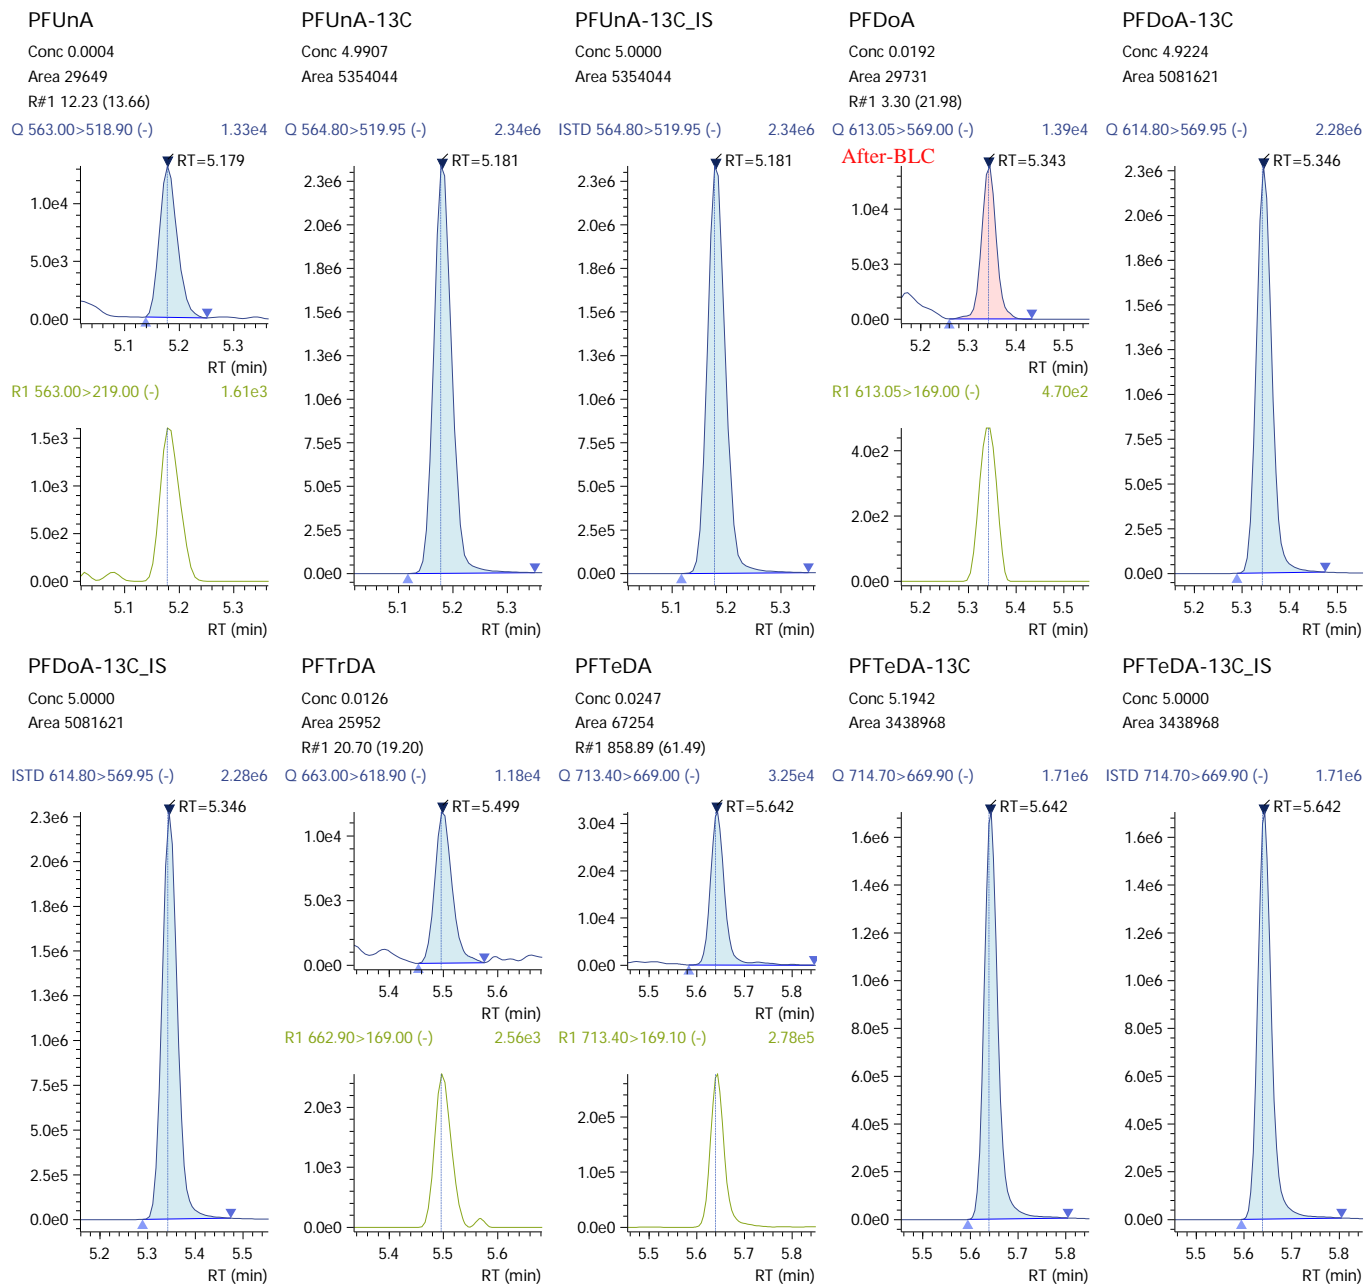 PFUnA
Conc 0.0004
Area 29649
R#1 12.23 (13.66)
Q 563.00>518.90 (-) 1.33e4
RT=5.179
1.0e4
5.0e3
0.0e0
5.1 5.2 5.3
RT (min)
R1 563.00>219.00 (-) 1.61e3
1.5e3
1.0e3
5.0e2
0.0e0
5.1 5.2 5.3
RT (min)
PFUnA-13C
Conc 4.9907
Area 5354044
Q 564.80>519.95 (-) 2.34e6
RT=5.181
2.3e6
2.0e6
1.8e6
1.5e6
1.3e6
1.0e6
7.5e5
5.0e5
2.5e5
0.0e0
5.1 5.2 5.3
RT (min)
PFUnA-13C_IS
Conc 5.0000
Area 5354044
ISTD 564.80>519.95 (-) 2.34e6
RT=5.181
2.3e6
2.0e6
1.8e6
1.5e6
1.3e6
1.0e6
7.5e5
5.0e5
2.5e5
0.0e0
5.1 5.2 5.3
RT (min)
PFDoA
Conc 0.0192
Area 29731
R#1 3.30 (21.98)
Q 613.05>569.00 (-) 1.39e4
After-BLC
RT=5.343
1.0e4
5.0e3
0.0e0
5.2 5.3 5.4 5.5
RT (min)
R1 613.05>169.00 (-) 4.70e2
4.0e2
2.0e2
0.0e0
5.2 5.3 5.4 5.5
RT (min)
PFDoA-13C
Conc 4.9224
Area 5081621
Q 614.80>569.95 (-) 2.28e6
RT=5.346
2.3e6
2.0e6
1.8e6
1.5e6
1.3e6
1.0e6
7.5e5
5.0e5
2.5e5
0.0e0
5.2 5.3 5.4 5.5
RT (min)
PFDoA-13C_IS
Conc 5.0000
Area 5081621
ISTD 614.80>569.95 (-) 2.28e6
RT=5.346
2.3e6
2.0e6
1.8e6
1.5e6
1.3e6
1.0e6
7.5e5
5.0e5
2.5e5
0.0e0
5.2 5.3 5.4 5.5
RT (min)
PFTrDA
Conc 0.0126
Area 25952
R#1 20.70 (19.20)
Q 663.00>618.90 (-) 1.18e4
RT=5.499
1.0e4
5.0e3
0.0e0
5.4 5.5 5.6
RT (min)
R1 662.90>169.00 (-) 2.56e3
2.0e3
1.0e3
0.0e0
5.4 5.5 5.6
RT (min)
PFTeDA
Conc 0.0247
Area 67254
R#1 858.89 (61.49)
Q 713.40>669.00 (-) 3.25e4
RT=5.642
3.0e4
2.0e4
1.0e4
0.0e0
5.5 5.6 5.7 5.8
RT (min)
R1 713.40>169.10 (-) 2.78e5
2.0e5
1.0e5
0.0e0
5.5 5.6 5.7 5.8
RT (min)
PFTeDA-13C
Conc 5.1942
Area 3438968
Q 714.70>669.90 (-) 1.71e6
RT=5.642
1.6e6
1.4e6
1.2e6
1.0e6
8.0e5
6.0e5
4.0e5
2.0e5
0.0e0
5.5 5.6 5.7 5.8
RT (min)
PFTeDA-13C_IS
Conc 5.0000
Area 3438968
ISTD 714.70>669.90 (-) 1.71e6
RT=5.642
1.6e6
1.4e6
1.2e6
1.0e6
8.0e5
6.0e5
4.0e5
2.0e5
0.0e0
5.5 5.6 5.7 5.8
RT (min)